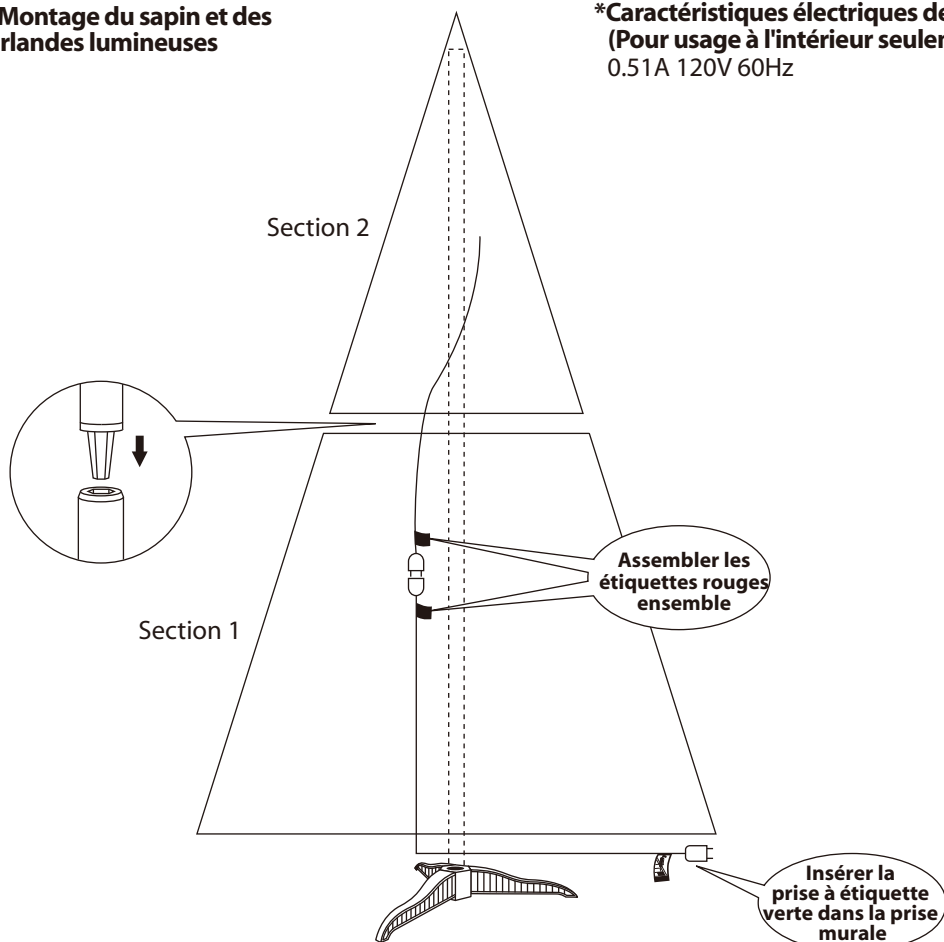 Montage du sapin et des
rlandes lumineuses
*Caractéristiques électriques de
(Pour usage à l'intérieur seulem
0.51A 120V 60Hz
Section 2
Assembler les
étiquettes rouges
ensemble
Section 1
Insérer la
prise à étiquette
verte dans la prise
murale